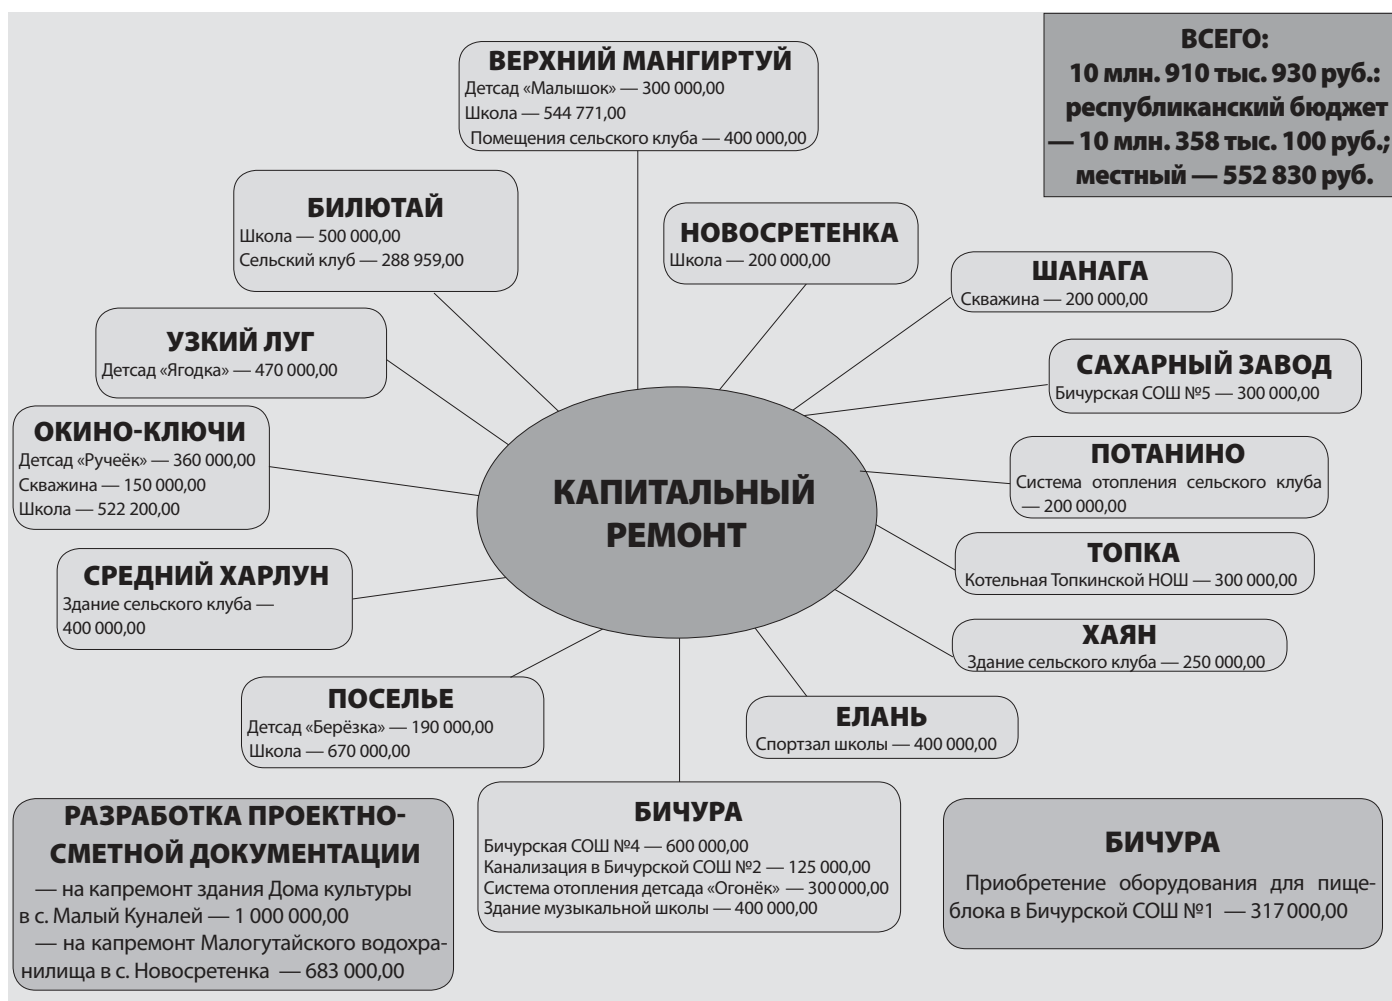 ВЕРХНИЙ МАНГИРТУЙ
Детсад «Малышок» — 300 000,00
Школа — 544 771,00
Помещения сельского клуба — 400 000,00
ВСЕГО:
10 млн. 910 тыс. 930 руб.:
республиканский бюджет
— 10 млн. 358 тыс. 100 руб.;
местный — 552 830 руб.
БИЛЮТАЙ
Школа — 500 000,00
Сельский клуб — 288 959,00
НОВОСРЕТЕНКА
Школа — 200 000,00
ШАНАГА
Скважина — 200 000,00
УЗКИЙ ЛУГ
Детсад «Ягодка» — 470 000,00
САХАРНЫЙ ЗАВОД
Бичурская СОШ №5 — 300 000,00
ОКИНО-КЛЮЧИ
Детсад «Ручеёк» — 360 000,00
Скважина — 150 000,00
Школа — 522 200,00
КАПИТАЛЬНЫЙ
РЕМОНТ
ПОТАНИНО
Система отопления сельского клуба
— 200 000,00
ТОПКА
Котельная Топкинской НОШ — 300 000,00
СРЕДНИЙ ХАРЛУН
Здание сельского клуба —
400 000,00
ХАЯН
Здание сельского клуба — 250 000,00
ПОСЕЛЬЕ
Детсад «Берёзка» — 190 000,00
Школа — 670 000,00
ЕЛАНЬ
Спортзал школы — 400 000,00
РАЗРАБОТКА ПРОЕКТНО-
СМЕТНОЙ ДОКУМЕНТАЦИИ
— на капремонт здания Дома культуры
в с. Малый Куналей — 1 000 000,00
— на капремонт Малогутайского водохра-
нилища в с. Новосретенка — 683 000,00
БИЧУРА
Бичурская СОШ №4 — 600 000,00
Канализация в Бичурской СОШ №2 — 125 000,00
Система отопления детсада «Огонёк» — 300 000,00
Здание музыкальной школы — 400 000,00
БИЧУРА
Приобретение оборудования для пище-
блока в Бичурской СОШ №1 — 317 000,00